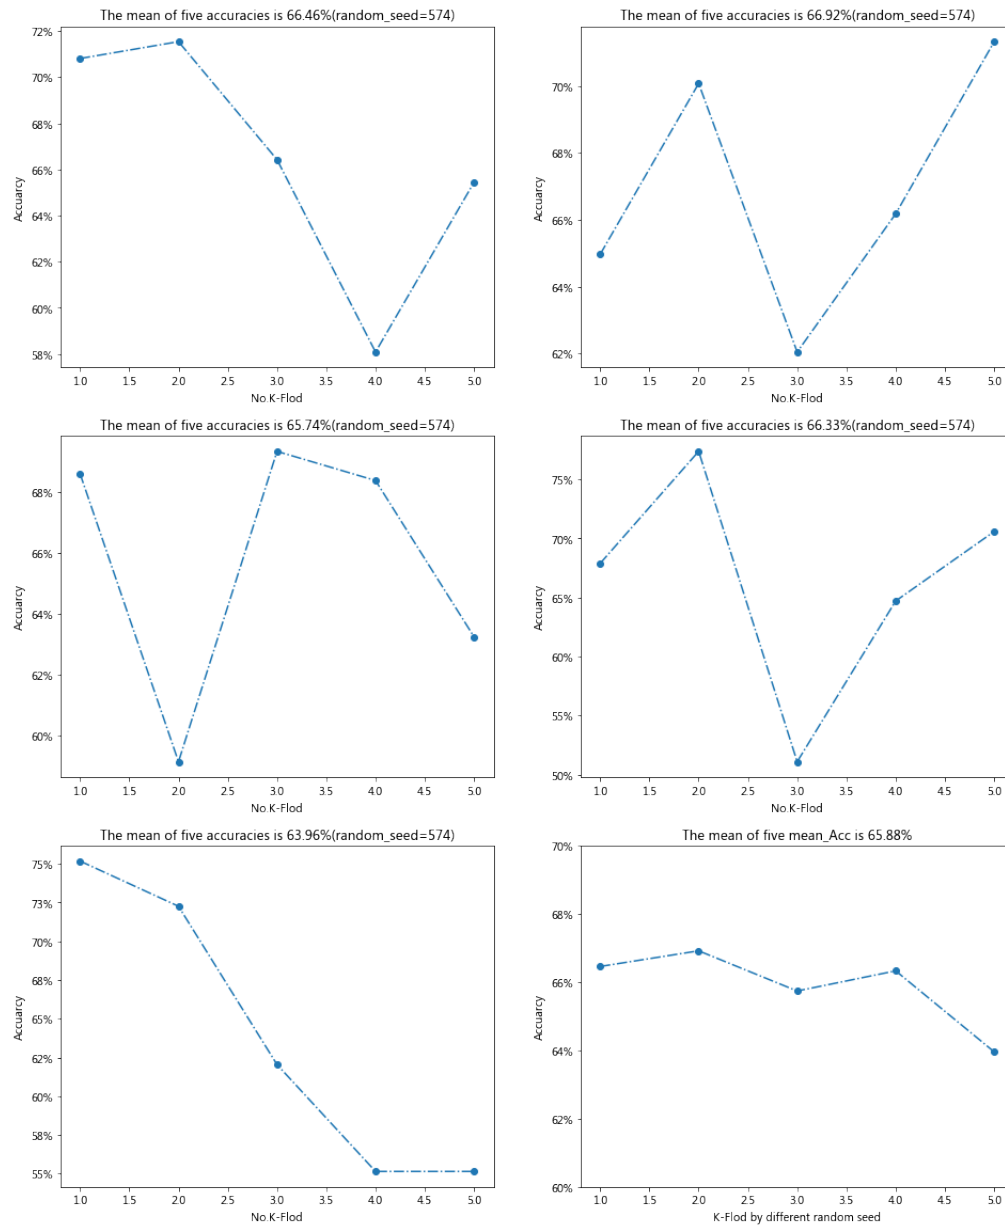 The mean of five accuracies is 66.46%(random_seed=574)
72%
70%
68%
66%
64%
62%
60%
58%
Accuarcy
1.0 1.5 2.0 2.5 3.0 3.5 4.0 4.5 5.0
No.K-Flod
The mean of five accuracies is 66.92%(random_seed=574)
70%
68%
66%
64%
62%
Accuarcy
1.0 1.5 2.0 2.5 3.0 3.5 4.0 4.5 5.0
No.K-Flod
The mean of five accuracies is 65.74%(random_seed=574)
68%
66%
64%
62%
60%
Accuarcy
1.0 1.5 2.0 2.5 3.0 3.5 4.0 4.5 5.0
No.K-Flod
The mean of five accuracies is 66.33%(random_seed=574)
75%
70%
65%
60%
55%
50%
Accuarcy
1.0 1.5 2.0 2.5 3.0 3.5 4.0 4.5 5.0
No.K-Flod
The mean of five accuracies is 63.96%(random_seed=574)
75%
73%
70%
68%
65%
62%
60%
58%
55%
Accuarcy
1.0 1.5 2.0 2.5 3.0 3.5 4.0 4.5 5.0
No.K-Flod
The mean of five mean_Acc is 65.88%
70%
68%
66%
64%
62%
60%
Accuarcy
1.0 1.5 2.0 2.5 3.0 3.5 4.0 4.5 5.0
K-Flod by different random seed